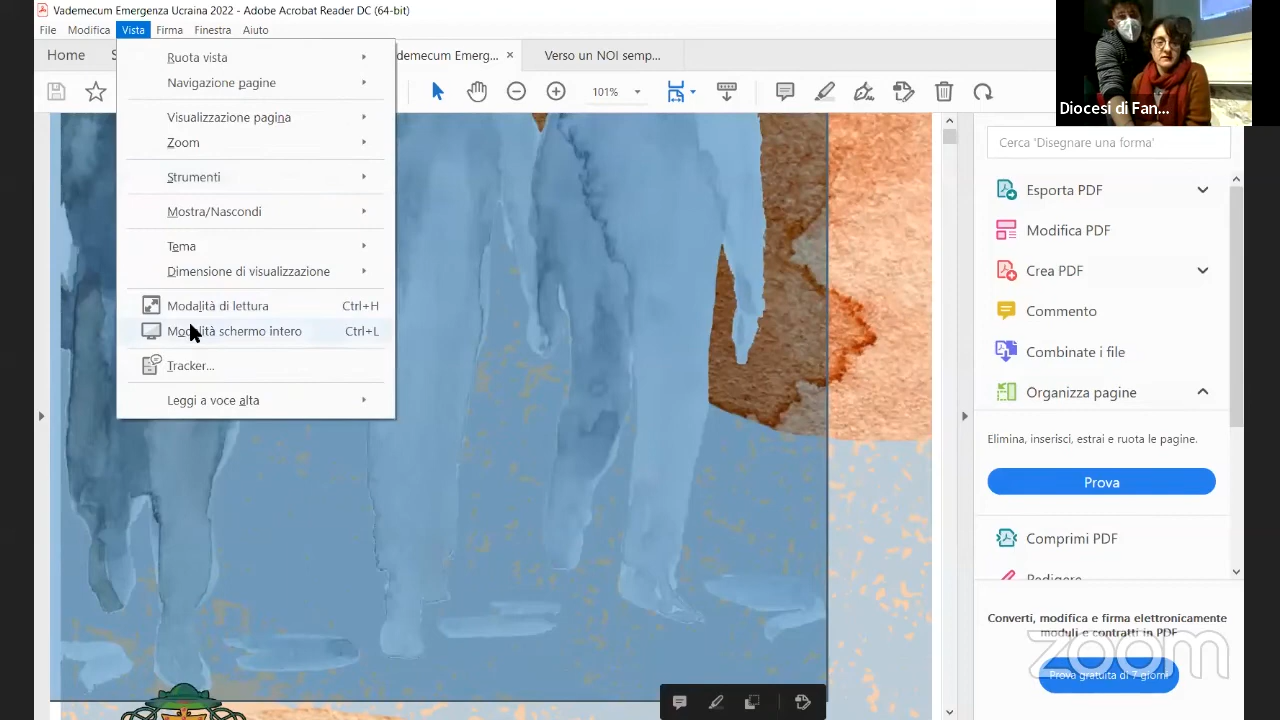 Vademecum Emergenza Ucraina 2022 - Adobe Acrobat Reader DC (64-bit)
File Modifica Vista Firma Finestra Aiuto
Home
demecum Emerg... ×
Verso un NOI semp...
101%
Ruota vista
Navigazione pagine
Visualizzazione pagina
Zoom
Strumenti
Mostra/Nascondi
Tema
Dimensione di visualizzazione
Modalità di lettura Ctrl+H
Modalità schermo intero Ctrl+L
Tracker...
Leggi a voce alta
Diocesi di Fan...
Cerca 'Disegnare una forma'
Esporta PDF
Modifica PDF
Crea PDF
Commento
Combinate i file
Organizza pagine
Elimina, inserisci, estrai e ruota le pagine.
Prova
Comprimi PDF
Redigere
Converti, modifica e firma elettronicamente
moduli e contratti in PDF
Prova gratuita di 7 giorni
zoom